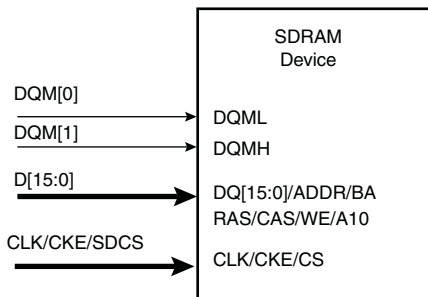 SDRAM
Device
DQM[0]
DQML
DQM[1]
DQMH
D[15:0]
DQ[15:0]/ADDR/BA
RAS/CAS/WE/A10
CLK/CKE/SDCS
CLK/CKE/CS